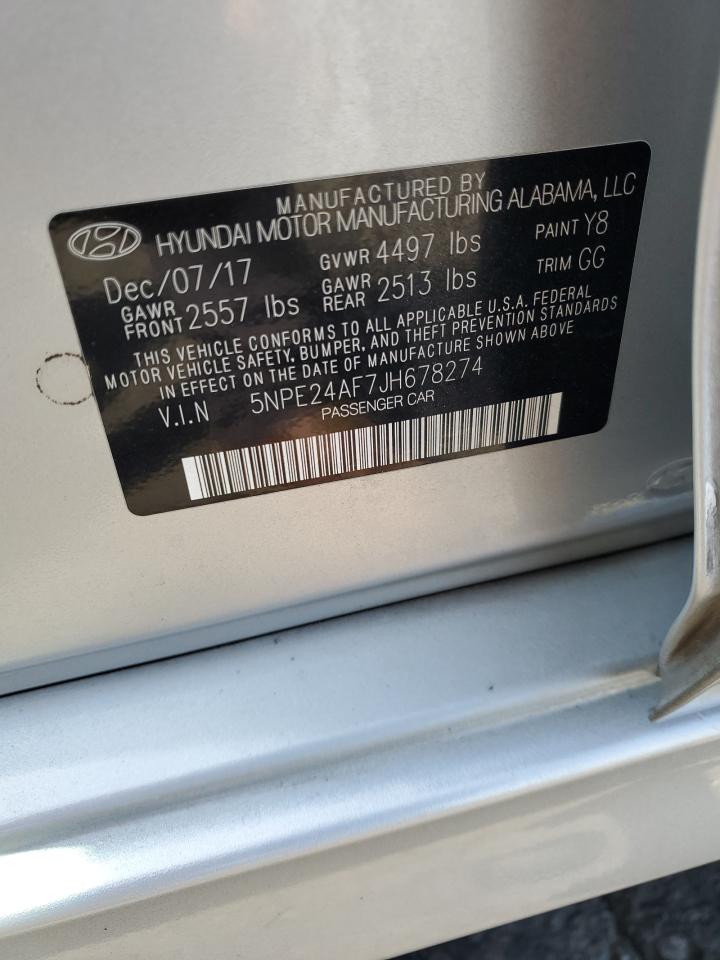 MANUFACTURED BY
HYUNDAI MOTOR MANUFACTURING ALABAMA, LLC
Dec/07/17 GVWR 4497 lbs PAINT Y8
GAWR FRONT 2557 lbs GAWR REAR 2513 lbs TRIM GG
THIS VEHICLE CONFORMS TO ALL APPLICABLE U.S.A. FEDERAL
MOTOR VEHICLE SAFETY, BUMPER, AND THEFT PREVENTION STANDARDS
IN EFFECT ON THE DATE OF MANUFACTURE SHOWN ABOVE
V.I.N 5NPE24AF7JH678274
PASSENGER CAR